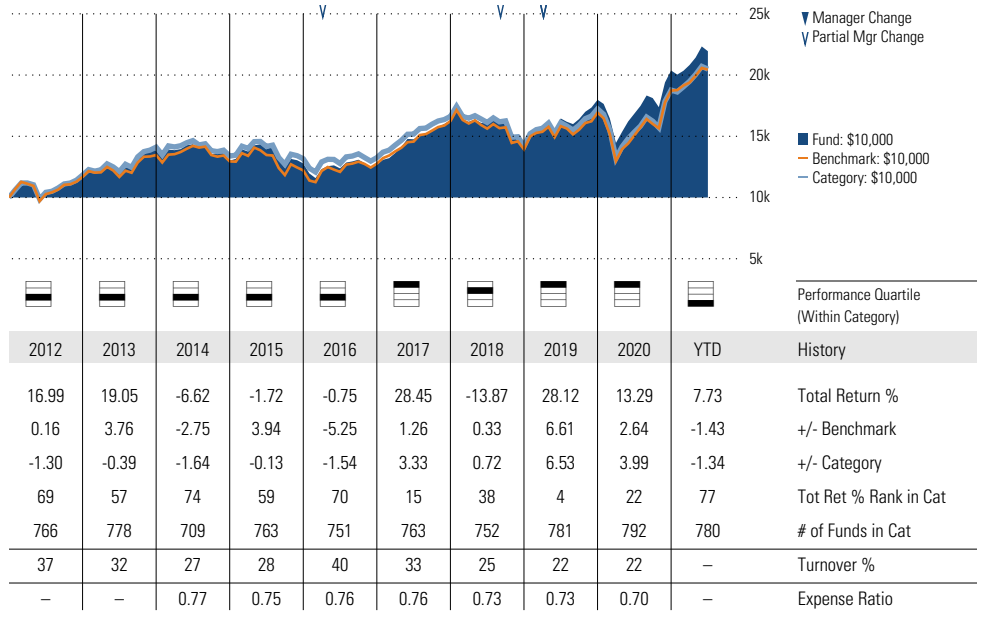 25k
20k
15k
10k
5k
Manager Change
Partial Mgr Change
Fund: $10,000
Benchmark: $10,000
Category: $10,000
Performance Quartile
(Within Category)
2012 2013 2014 2015 2016 2017 2018 2019 2020 YTD History
16.99 19.05 -6.62 -1.72 -0.75 28.45 -13.87 28.12 13.29 7.73 Total Return %
0.16 3.76 -2.75 3.94 -5.25 1.26 0.33 6.61 2.64 -1.43 +/- Benchmark
-1.30 -0.39 -1.64 -0.13 -1.54 3.33 0.72 6.53 3.99 -1.34 +/- Category
69 57 74 59 70 15 38 4 22 77 Tot Ret % Rank in Cat
766 778 709 763 751 763 752 781 792 780 # of Funds in Cat
37 32 27 28 40 33 25 22 22 – Turnover %
– – 0.77 0.75 0.76 0.76 0.73 0.73 0.70 – Expense Ratio